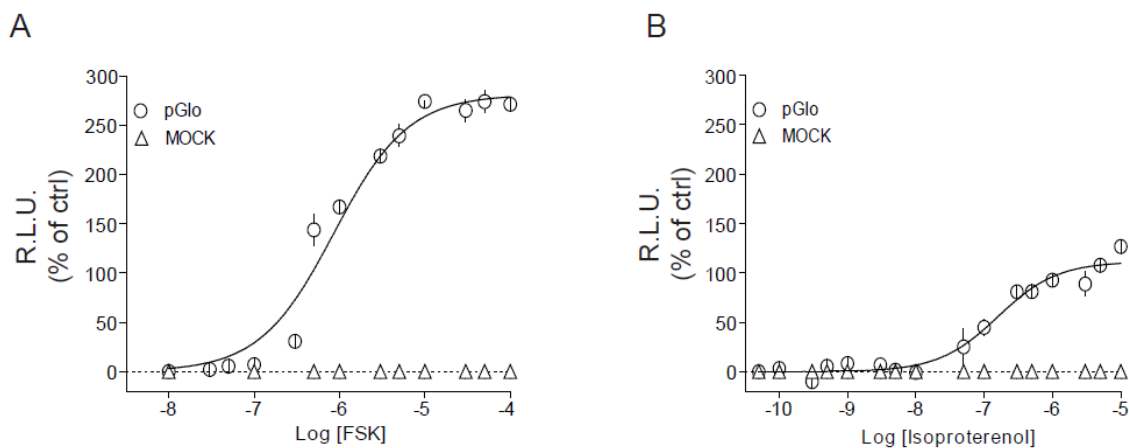 A
R.L.U.
(% of ctrl)
300
250
200
150
100
50
0
pGlo
MOCK
-8 -7 -6 -5 -4
Log [FSK]
B
R.L.U.
(% of ctrl)
300
250
200
150
100
50
0
pGlo
MOCK
-10 -9 -8 -7 -6 -5
Log [Isoproterenol]